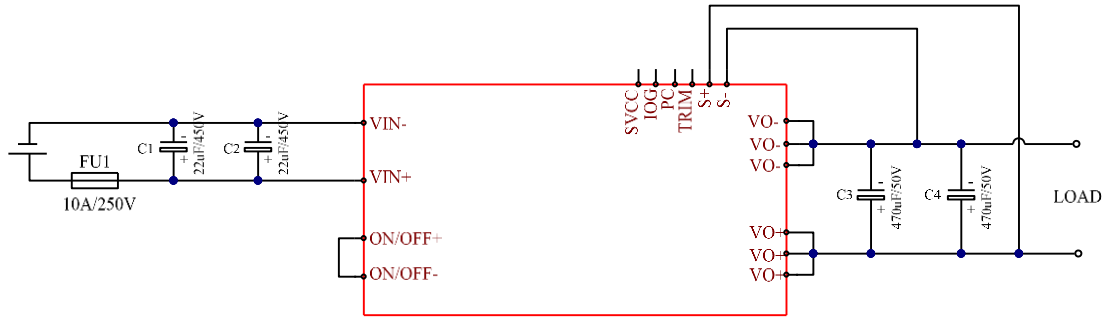 SVCC
IOG
PC
TRIM
S+
S-
VIN-
VIN+
ON/OFF+
ON/OFF-
VO-
VO-
VO-
VO+
VO+
VO+
FU1
10A/250V
C1
-
+
22uF/450V
C2
-
+
22uF/450V
C3
-
+
470uF/50V
C4
-
+
470uF/50V
LOAD